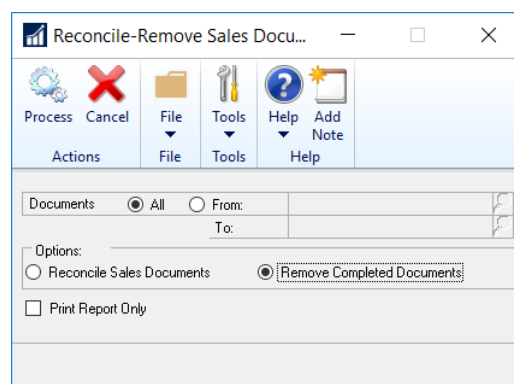 Reconcile-Remove Sales Docu...
Process Cancel File Tools Help Add Note
Actions File Tools Help
Documents All From:
To:
Options:
Reconcile Sales Documents Remove Completed Documents
Print Report Only